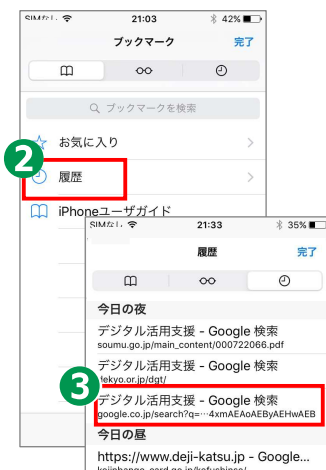 SIMなし 21:03 42%
ブックマーク 完了
ブックマークを検索
お気に入り
2
履歴
iPhoneユーザガイド
SIMなし 21:33 35%
履歴 完了
今日の夜
デジタル活用支援 - Google 検索
soumu.go.jp/main_content/000722066.pdf
デジタル活用支援 - Google 検索
dekyo.or.jp/dgt/
3
デジタル活用支援 - Google 検索
google.co.jp/search?q=…4xmAEAoAEByAEHwAEB
今日の昼
https://www.deji-katsu.jp - Google...